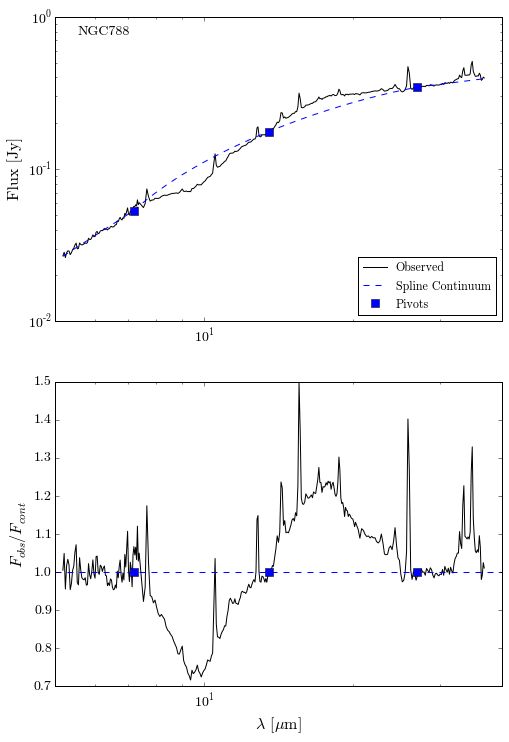 NGC788
10⁰
10⁻¹
10⁻²
Flux [Jy]
10¹
Observed
Spline Continuum
Pivots
1.5
1.4
1.3
1.2
1.1
1.0
0.9
0.8
0.7
F_obs/F_cont
10¹
λ [μm]